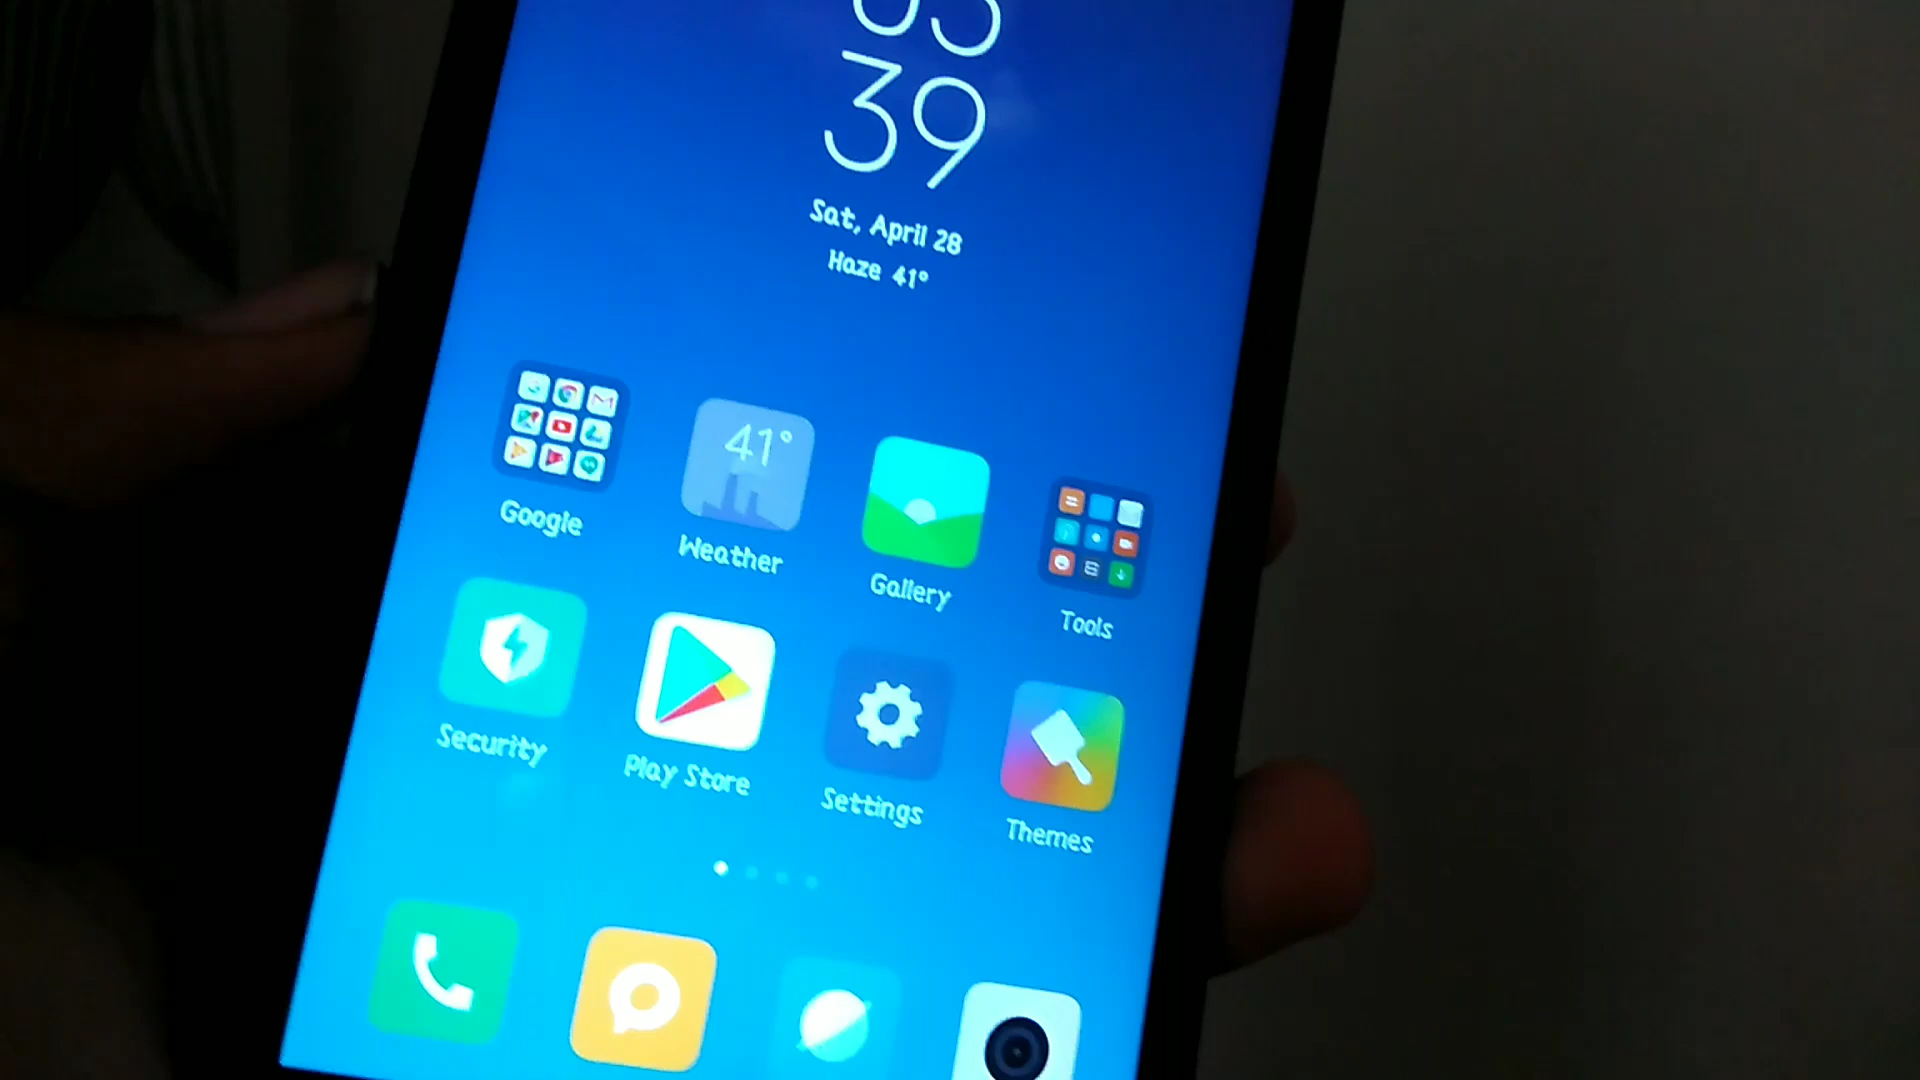 39
Sat, April 28
Haze 41°
41°
Google
Weather
Gallery
Tools
Security
Play Store
Settings
Themes